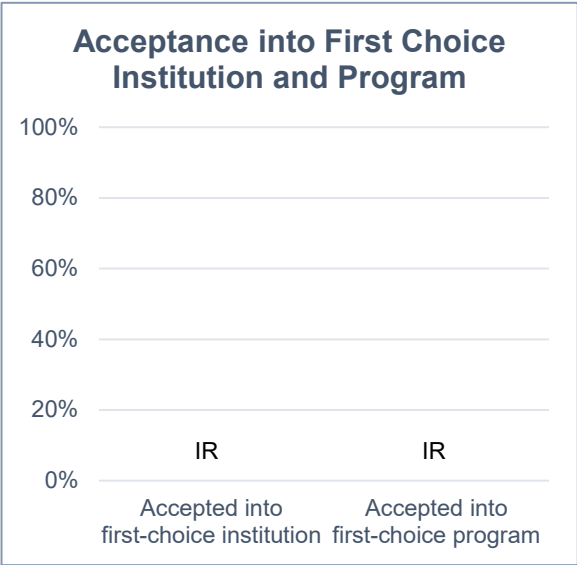 Acceptance into First Choice
Institution and Program
100%
80%
60%
40%
20%
0%
IR
IR
Accepted into
first-choice institution
Accepted into
first-choice program